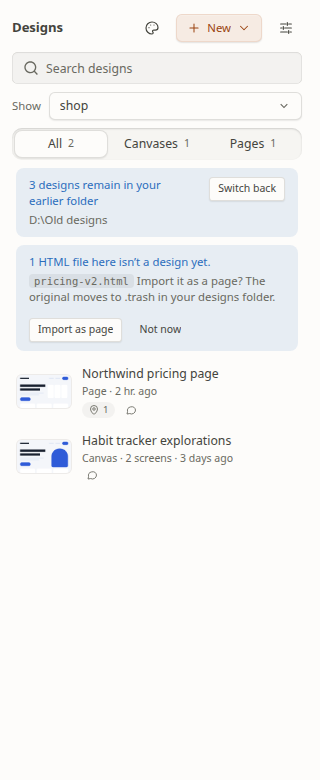 Designs
New
Search designs
Show
shop
All 2
Canvases 1
Pages 1
3 designs remain in your
earlier folder
D:\Old designs
Switch back
1 HTML file here isn’t a design yet.
pricing-v2.html Import it as a page? The
original moves to .trash in your designs folder.
Import as page
Not now
Northwind pricing page
Page · 2 hr. ago
1
Habit tracker explorations
Canvas · 2 screens · 3 days ago